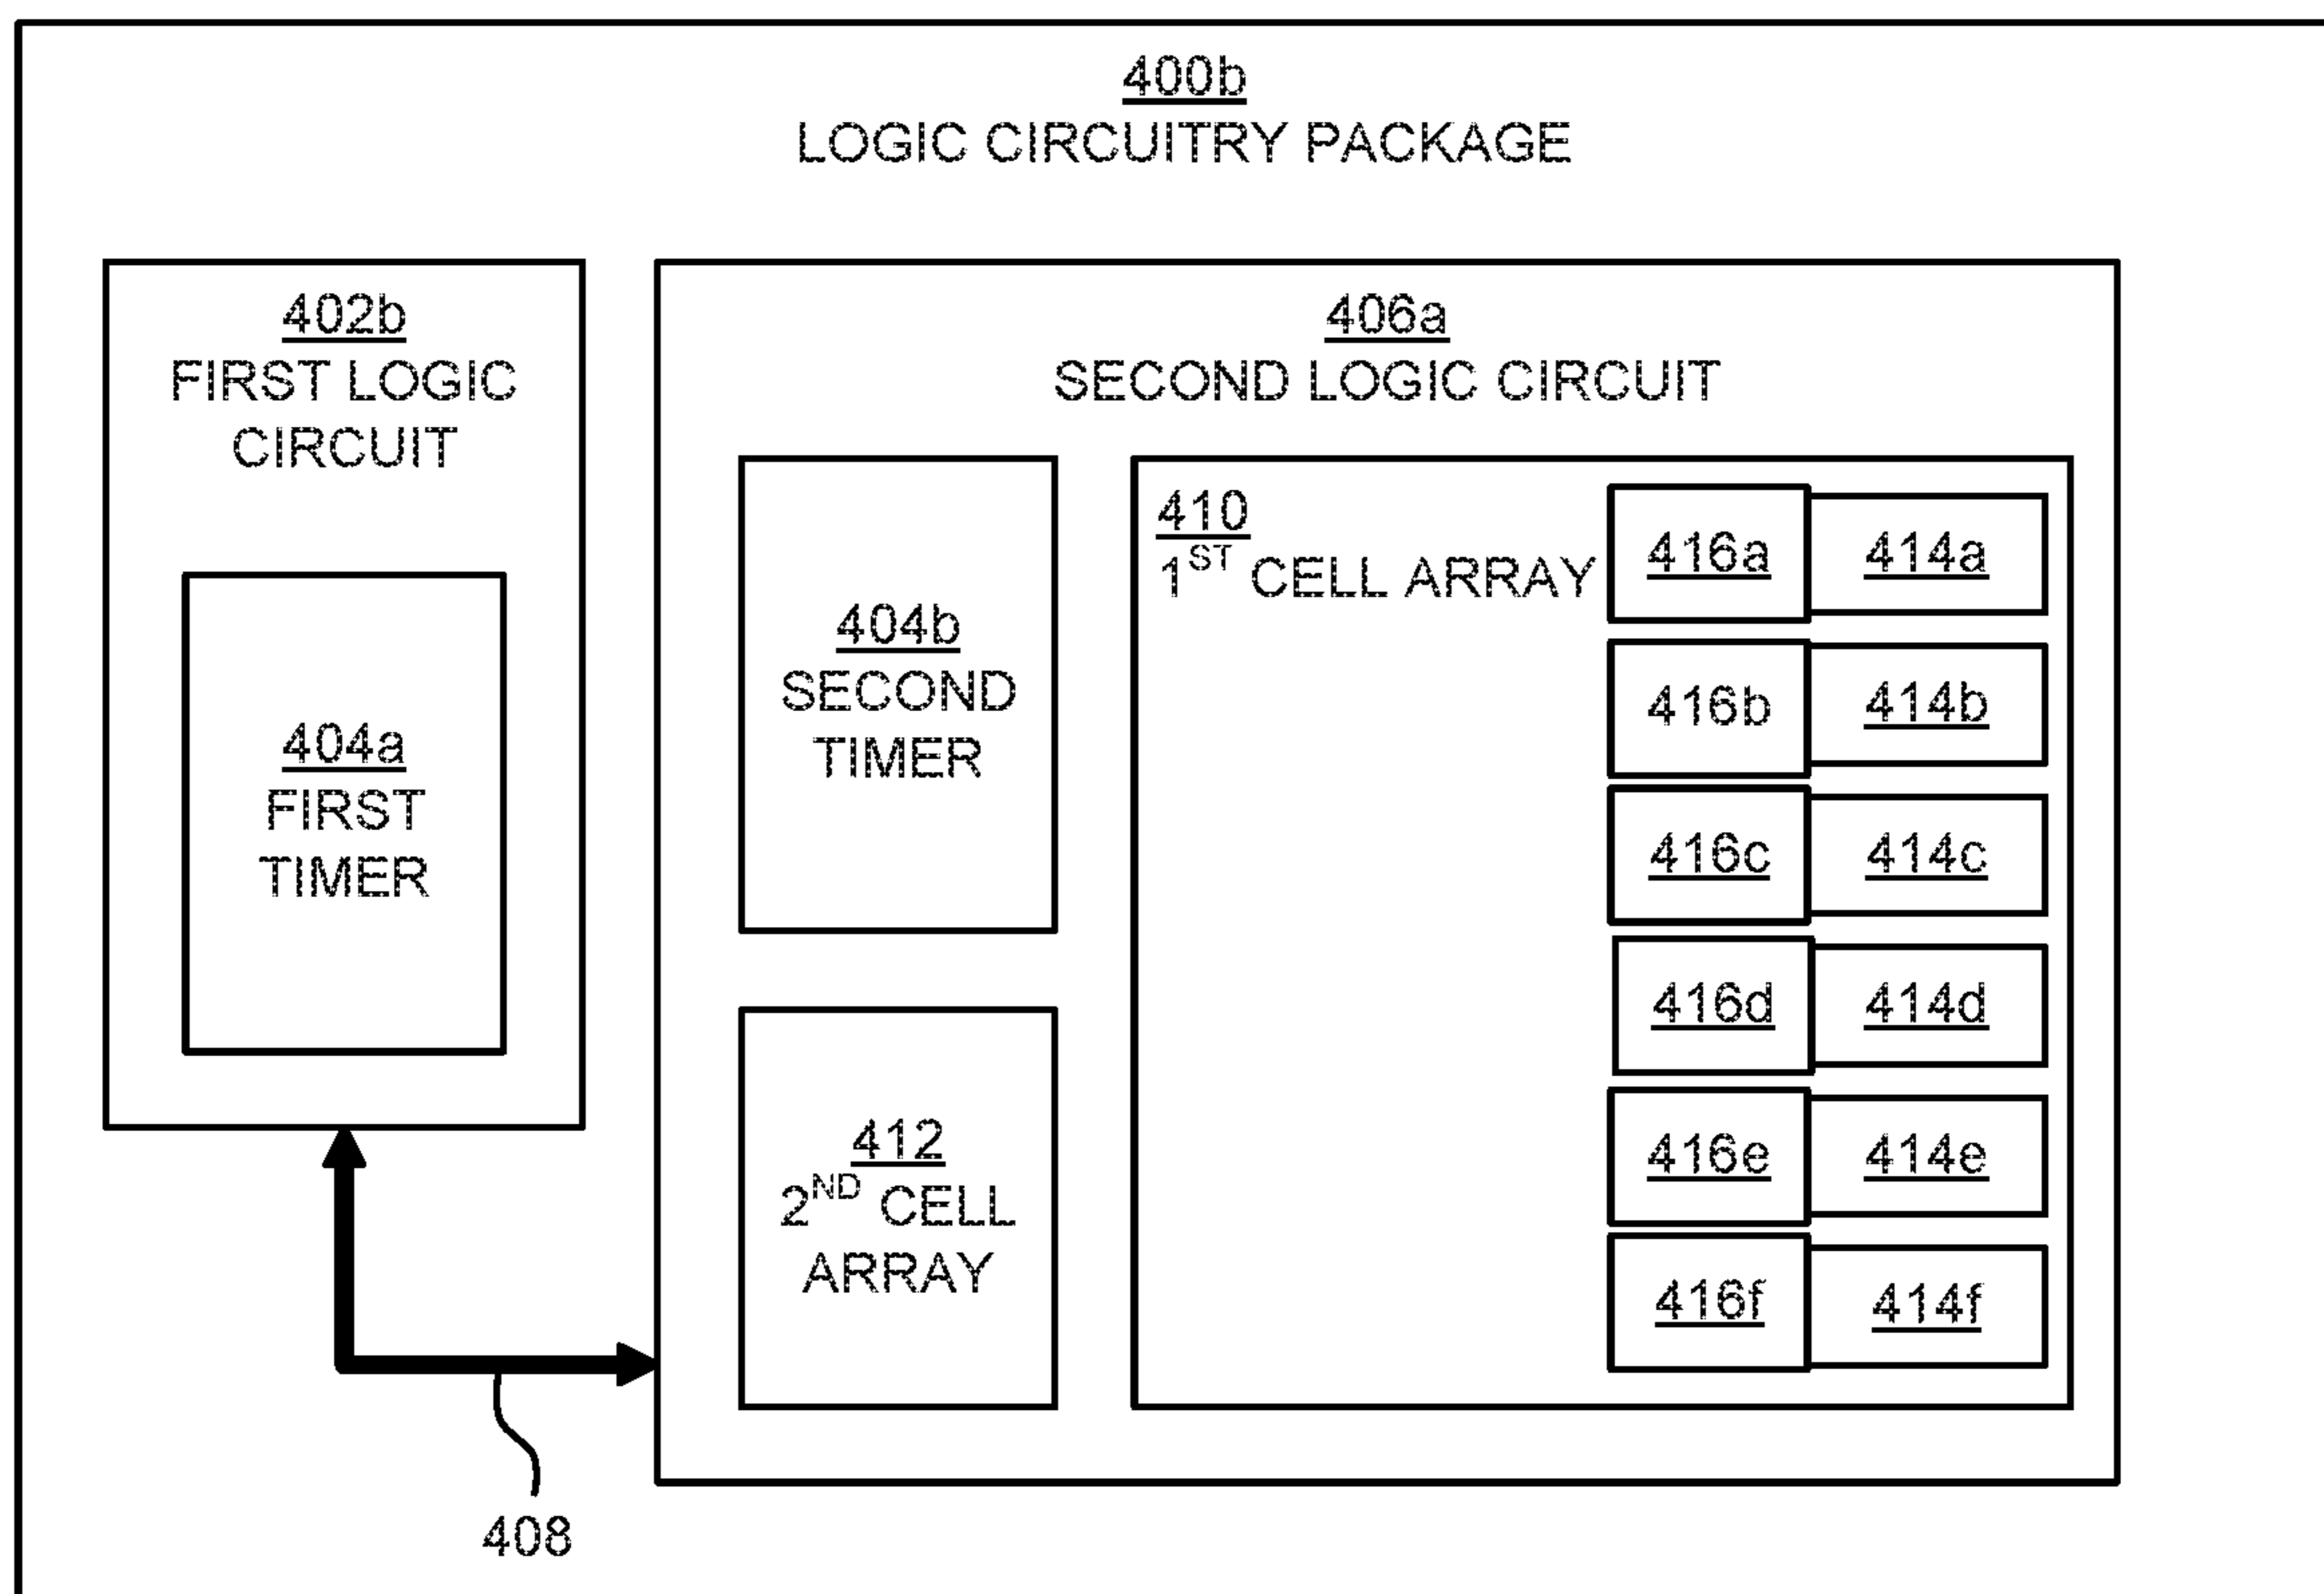 400b
LOGIC CIRCUITRY PACKAGE
402b
FIRST LOGIC
CIRCUIT
404a
FIRST
TIMER
406a
SECOND LOGIC CIRCUIT
404b
SECOND
TIMER
412
2ND CELL
ARRAY
410
1ST CELL ARRAY
416a 414a
416b 414b
416c 414c
416d 414d
416e 414e
416f 414f
408